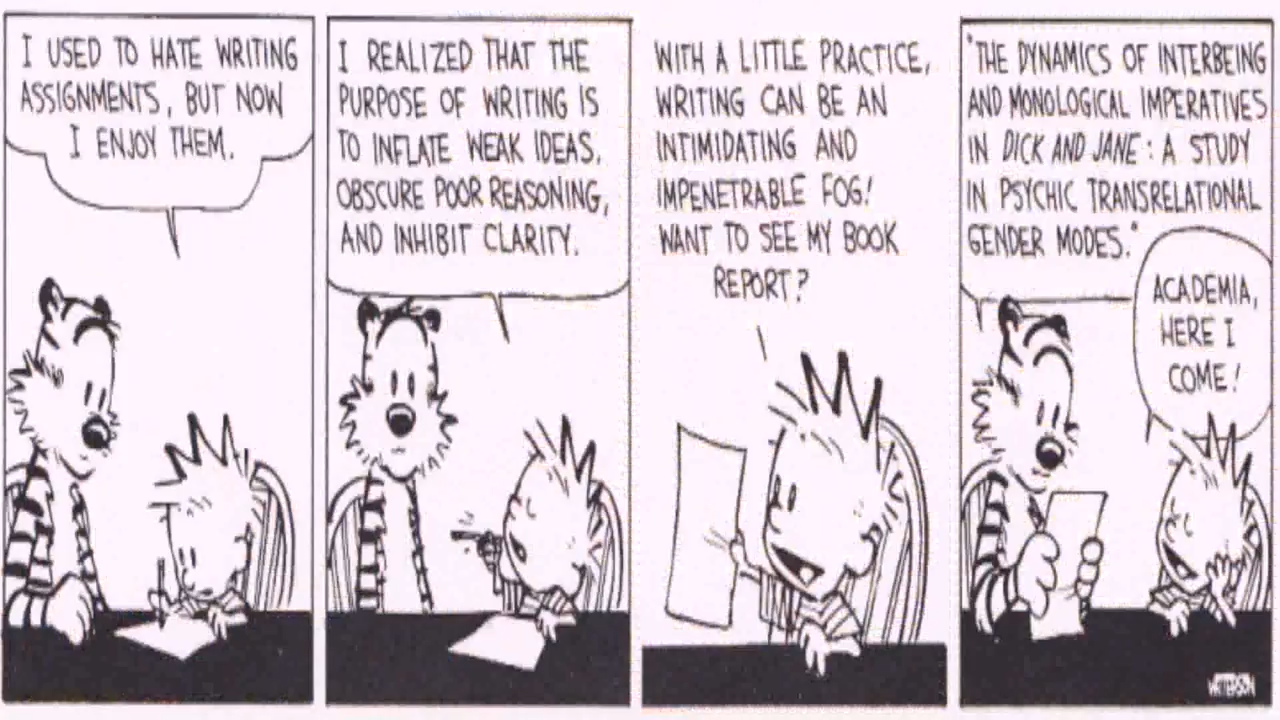 I USED TO HATE WRITING
ASSIGNMENTS, BUT NOW
I ENJOY THEM.
I REALIZED THAT THE
PURPOSE OF WRITING IS
TO INFLATE WEAK IDEAS,
OBSCURE POOR REASONING,
AND INHIBIT CLARITY.
WITH A LITTLE PRACTICE,
WRITING CAN BE AN
INTIMIDATING AND
IMPENETRABLE FOG!
WANT TO SEE MY BOOK
REPORT?
"THE DYNAMICS OF INTERBEING
AND MONOLOGICAL IMPERATIVES
IN DICK AND JANE: A STUDY
IN PSYCHIC TRANSRELATIONAL
GENDER MODES."
ACADEMIA,
HERE I
COME!
WATTERSON